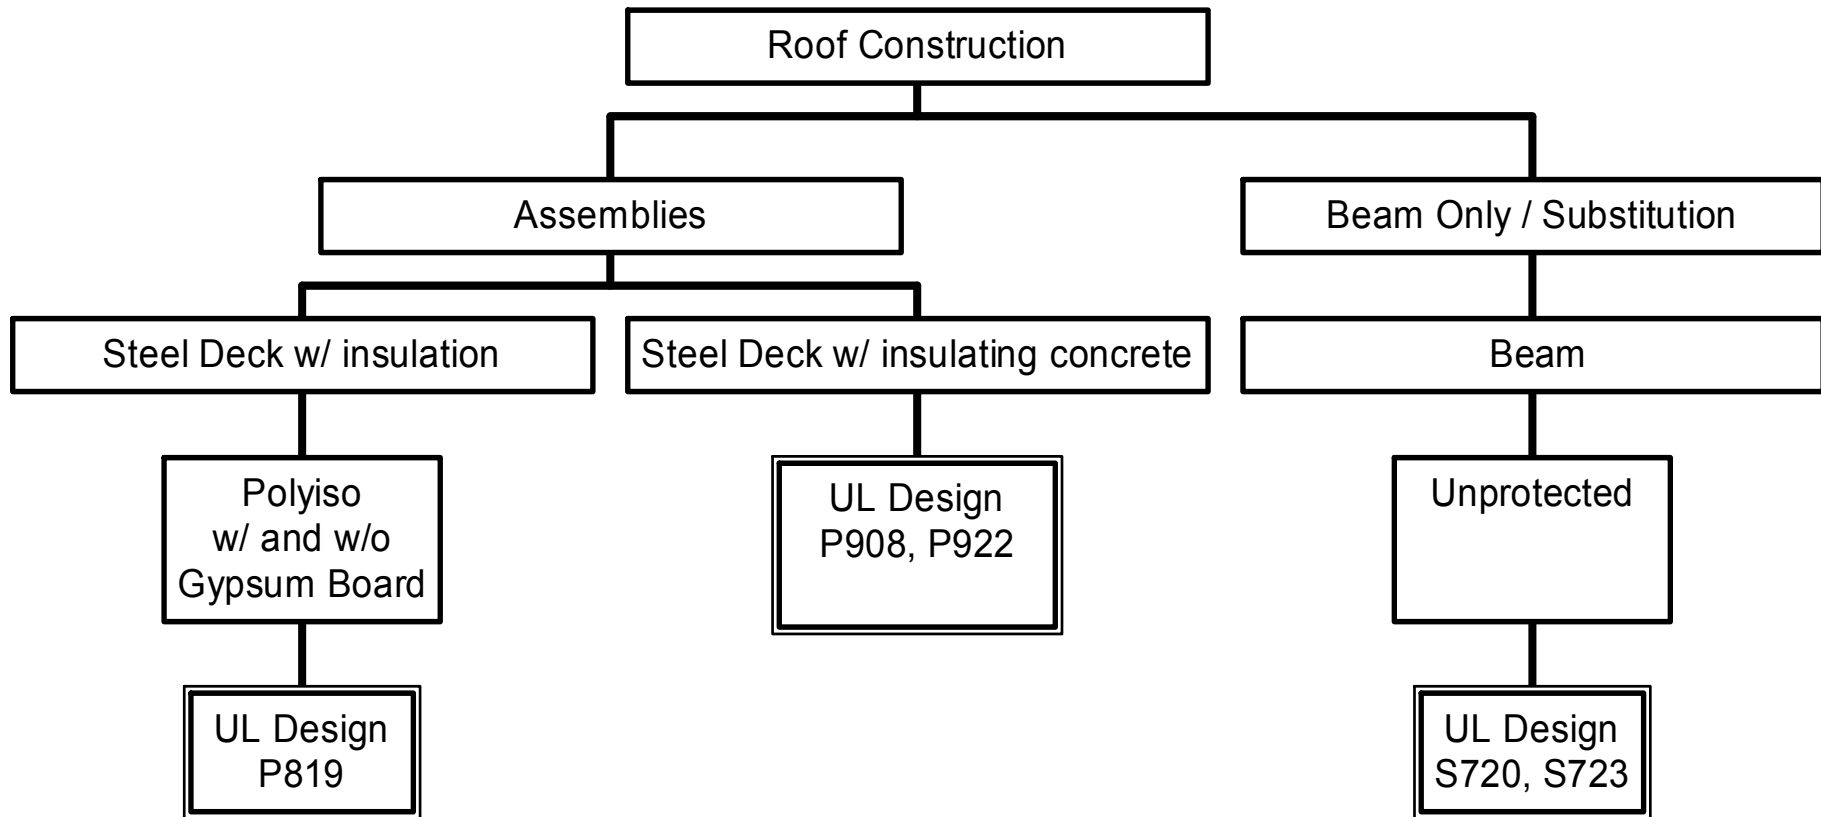 Roof Construction
Assemblies
Beam Only / Substitution
Steel Deck w/ insulation
Steel Deck w/ insulating concrete
Beam
Polyiso
w/ and w/o
Gypsum Board
UL Design
P908, P922
Unprotected
UL Design
P819
UL Design
S720, S723